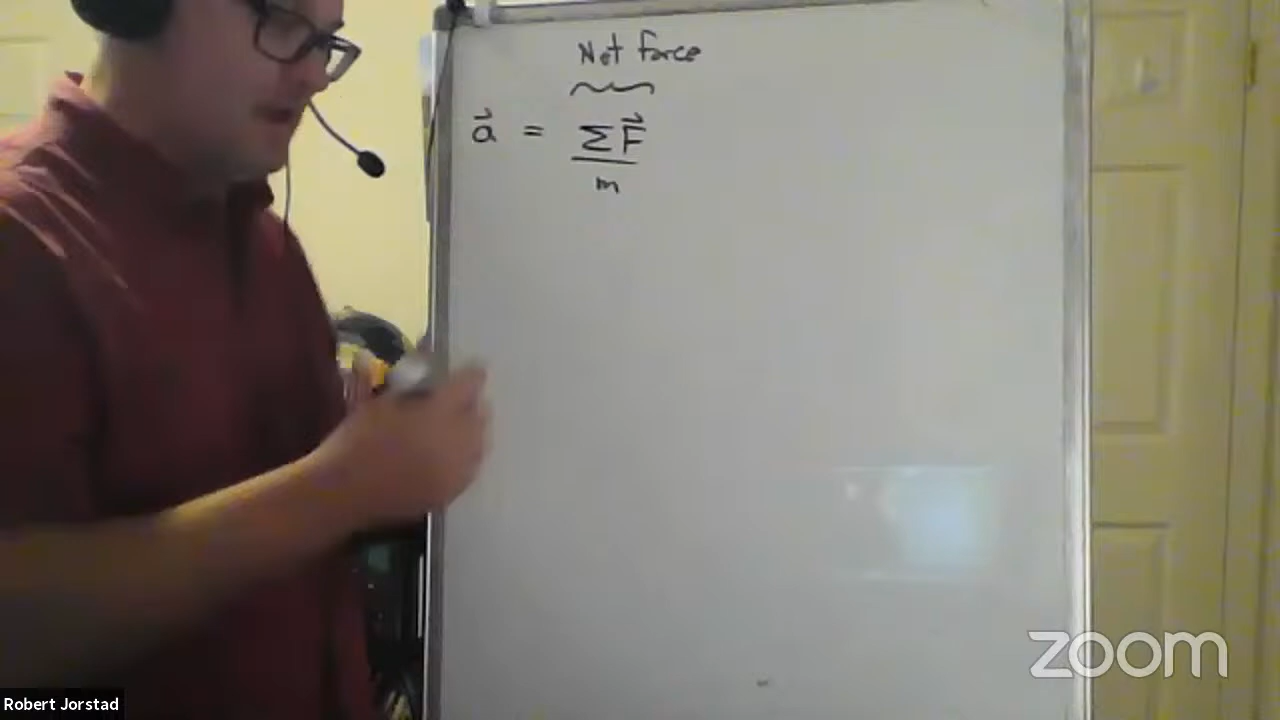 Net Force
a⃗ = ΣF⃗
m
zoom
Robert Jorstad